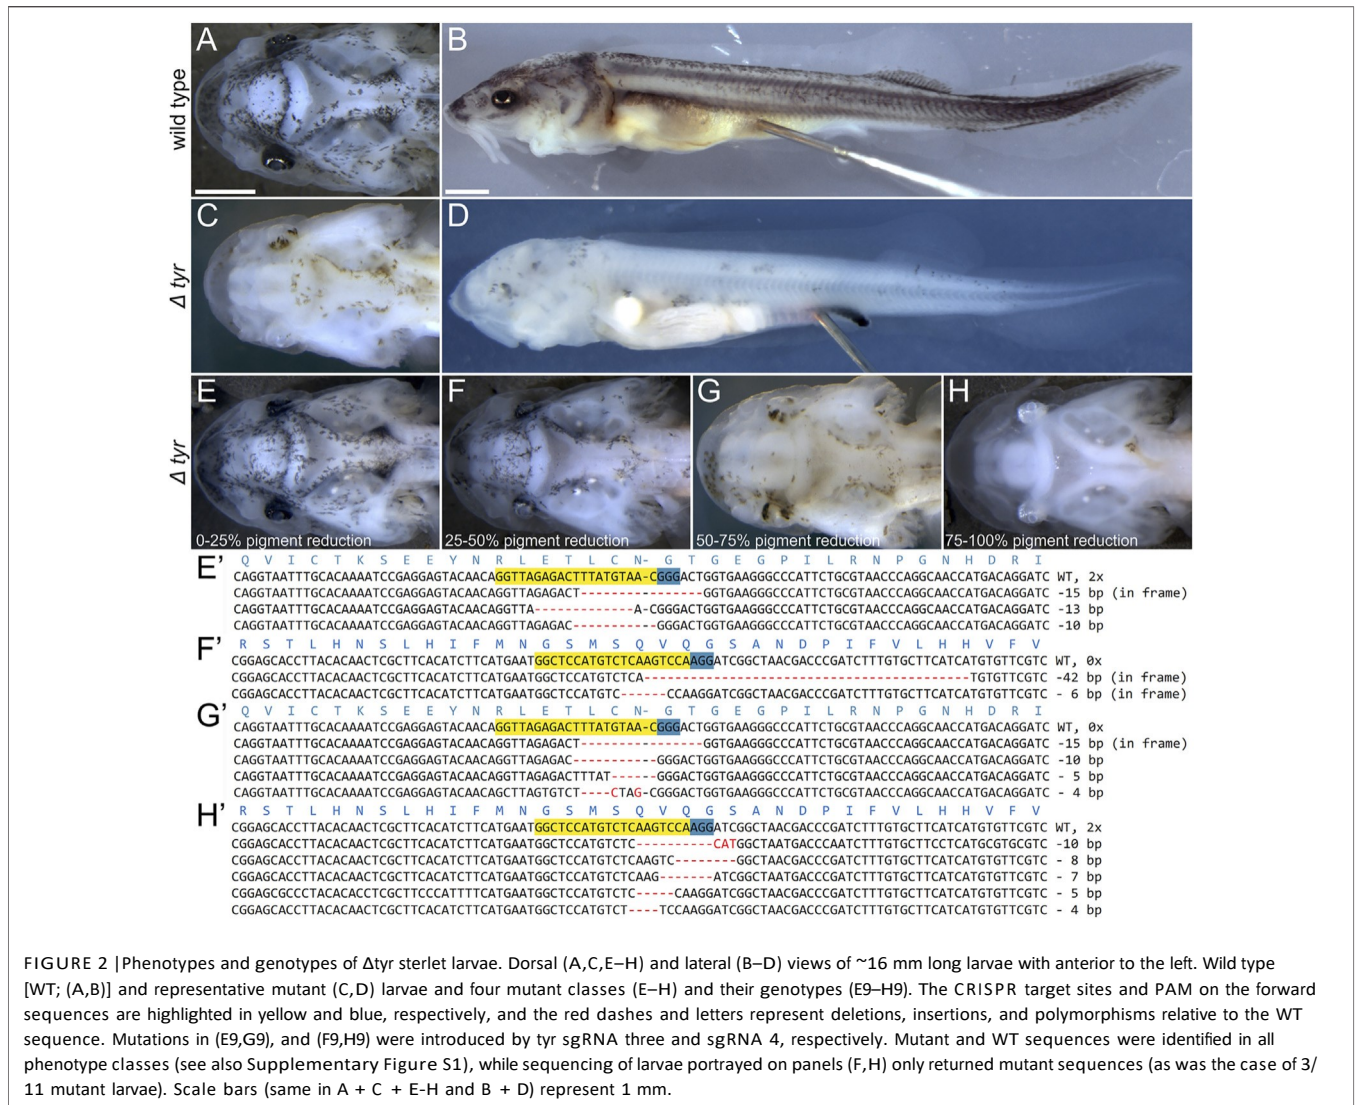 A
B
wild type
C
D
Δ tyr
E
F
G
H
Δ tyr
0-25% pigment reduction
25-50% pigment reduction
50-75% pigment reduction
75-100% pigment reduction
E’ Q V I C T K S E E Y N R L E T L C N- G T G E G P I L R N P G N H D R I
CAGGTAATTTGCACAAAATCCGAGGAGTACAACAGGTTAGAGACTTTATGTAA-CGGGACTGGTGAAGGGCCCATTCTGCGTAACCCAGGCAACCATGACAGGATC WT, 2x
CAGGTAATTTGCACAAAATCCGAGGAGTACAACAGGTTAGAGACT----------------GGTGAAGGGCCCATTCTGCGTAACCCAGGCAACCATGACAGGATC -15 bp (in frame)
CAGGTAATTTGCACAAAATCCGAGGAGTACAACAGGTTA-------------A-CGGGACTGGTGAAGGGCCCATTCTGCGTAACCCAGGCAACCATGACAGGATC -13 bp
CAGGTAATTTGCACAAAATCCGAGGAGTACAACAGGTTAGAGAC-----------GGGACTGGTGAAGGGCCCATTCTGCGTAACCCAGGCAACCATGACAGGATC -10 bp
F’ R S T L H N S L H I F M N G S M S Q V Q G S A N D P I F V L H H V F V
CGGAGCACCTTACACAACTCGCTTCACATCTTCATGAATGGCTCCATGTCTCAAGTCCAAGGATCGGCTAACGACCCGATCTTTGTGCTTCATCATGTGTTCGTC WT, 0x
CGGAGCACCTTACACAACTCGCTTCACATCTTCATGAATGGCTCCATGTCTCA------------------------------------------TGTGTTCGTC -42 bp (in frame)
CGGAGCACCTTACACAACTCGCTTCACATCTTCATGAATGGCTCCATGTC------CCAAGGATCGGCTAACGACCCGATCTTTGTGCTTCATCATGTGTTCGTC - 6 bp (in frame)
G’ Q V I C T K S E E Y N R L E T L C N- G T G E G P I L R N P G N H D R I
CAGGTAATTTGCACAAAATCCGAGGAGTACAACAGGTTAGAGACTTTATGTAA-CGGGACTGGTGAAGGGCCCATTCTGCGTAACCCAGGCAACCATGACAGGATC WT, 0x
CAGGTAATTTGCACAAAATCCGAGGAGTACAACAGGTTAGAGACT----------------GGTGAAGGGCCCATTCTGCGTAACCCAGGCAACCATGACAGGATC -15 bp (in frame)
CAGGTAATTTGCACAAAATCCGAGGAGTACAACAGGTTAGAGAC-----------GGGACTGGTGAAGGGCCCATTCTGCGTAACCCAGGCAACCATGACAGGATC -10 bp
CAGGTAATTTGCACAAAATCCGAGGAGTACAACAGGTTAGAGACTTTAT------GGGACTGGTGAAGGGCCCATTCTGCGTAACCCAGGCAACCATGACAGGATC - 5 bp
CAGGTAATTTGCACAAAATCCGAGGAGTACAACAGCTTAGTGTCT----CTAG-CGGGACTGGTGAAGGGCCCATTCTGCGTAACCCAGGCAACCATGACAGGATC - 4 bp
H’ R S T L H N S L H I F M N G S M S Q V Q G S A N D P I F V L H H V F V
CGGAGCACCTTACACAACTCGCTTCACATCTTCATGAATGGCTCCATGTCTCAAGTCCAAGGATCGGCTAACGACCCGATCTTTGTGCTTCATCATGTGTTCGTC WT, 2x
CGGAGCACCTTACACAACTCGCTTCACATCTTCATGAATGGCTCCATGTCTC----------CATGGCTAATGACCCAATCTTTGTGCTTCCTCATGCGTGCGTC -10 bp
CGGAGCACCTTACACAACTCGCTTCACATCTTCATGAATGGCTCCATGTCTCAAGTC--------GGCTAACGACCCGATCTTTGTGCTTCATCATGTGTTCGTC - 8 bp
CGGAGCACCTTACACAACTCGCTTCACATCTTCATGAATGGCTCCATGTCTCAAG-------ATCGGCTAATGACCCGATCTTTGTGCTTCATCATGTGTTCGTC - 7 bp
CGGAGCGCCCTACACACCTCGCTTCCCATTTTCATGAATGGCTCCATGTCTC-----CAAGGATCGGCTAACGACCCGATCTTTGTGCTTCATCATGTGTTCGTC - 5 bp
CGGAGCACCTTACACAACTCGCTTCACATCTTCATGAATGGCTCCATGTCT----TCCAAGGATCGGCTAACGACCCGATCTTTGTGCTTCATCATGTGTTCGTC - 4 bp
FIGURE 2 | Phenotypes and genotypes of Δtyr sterlet larvae. Dorsal (A,C,E–H) and lateral (B–D) views of ~16 mm long larvae with anterior to the left. Wild type
[WT; (A,B)] and representative mutant (C,D) larvae and four mutant classes (E–H) and their genotypes (E9–H9). The CRISPR target sites and PAM on the forward
sequences are highlighted in yellow and blue, respectively, and the red dashes and letters represent deletions, insertions, and polymorphisms relative to the WT
sequence. Mutations in (E9,G9), and (F9,H9) were introduced by tyr sgRNA three and sgRNA 4, respectively. Mutant and WT sequences were identified in all
phenotype classes (see also Supplementary Figure S1), while sequencing of larvae portrayed on panels (F,H) only returned mutant sequences (as was the case of 3/
11 mutant larvae). Scale bars (same in A + C + E-H and B + D) represent 1 mm.